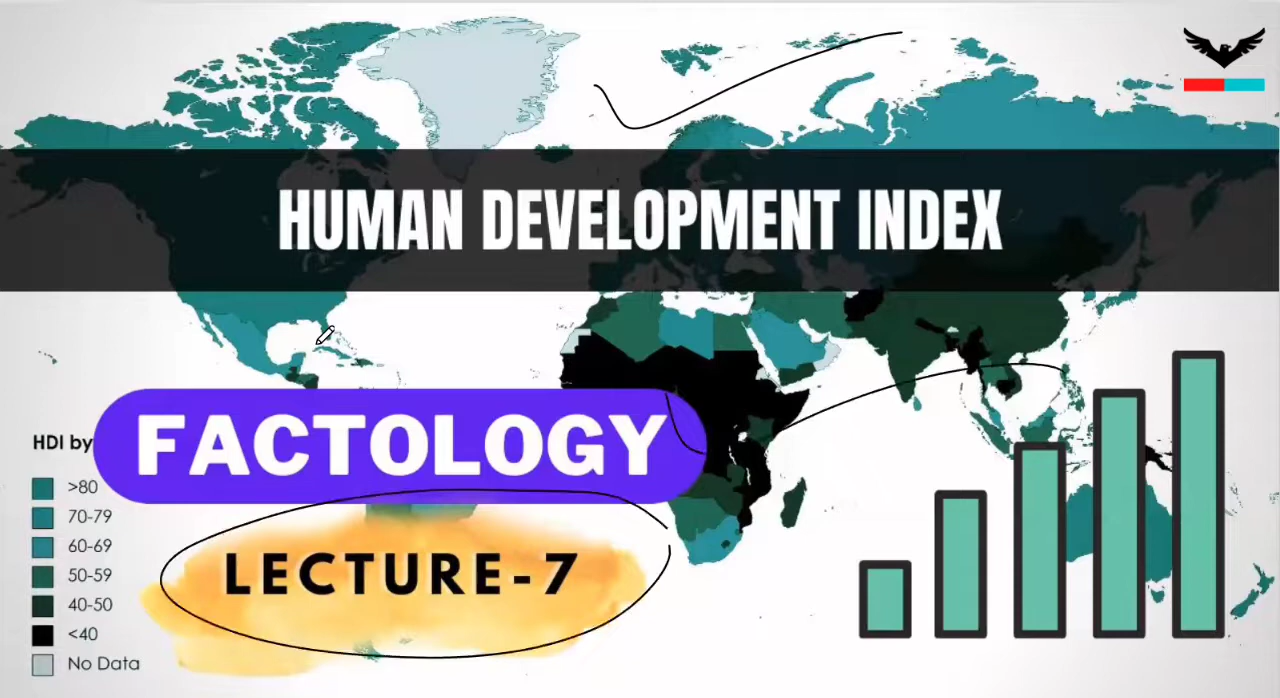 HUMAN DEVELOPMENT INDEX
FACTOLOGY
HDI by
LECTURE-7
>80
70-79
60-69
50-59
40-50
<40
No Data